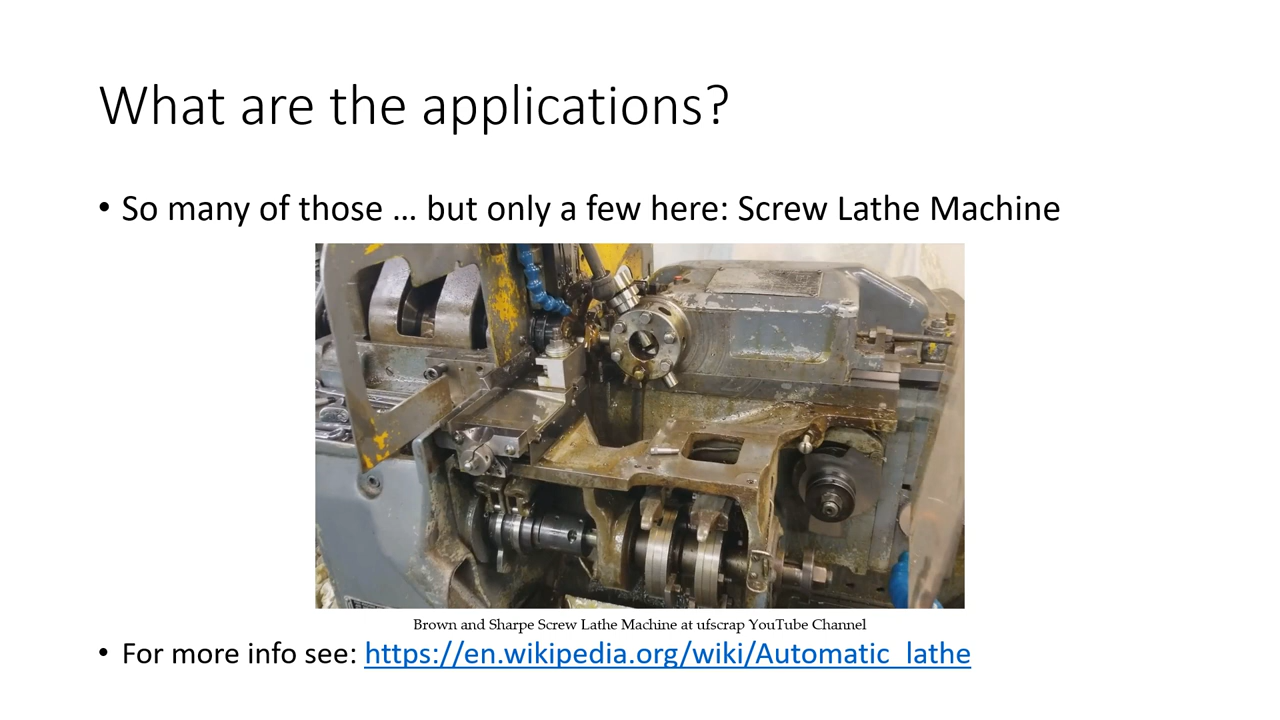 What are the applications?
• So many of those … but only a few here: Screw Lathe Machine
Brown and Sharpe Screw Lathe Machine at ufscrap YouTube Channel
• For more info see: https://en.wikipedia.org/wiki/Automatic_lathe